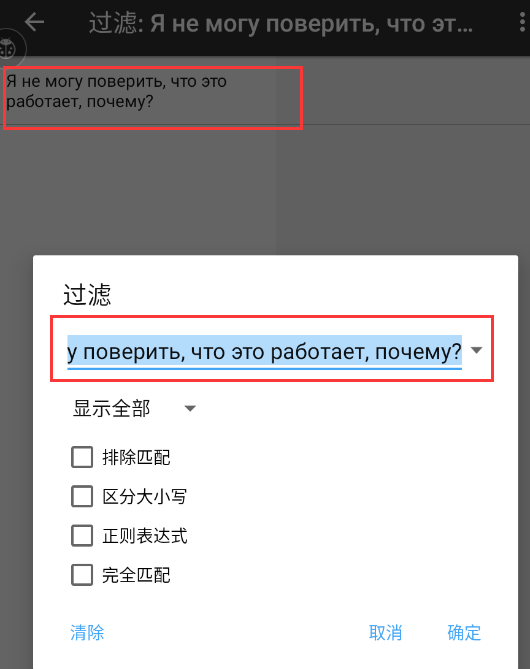 过滤: Я не могу поверить, что эт...
Я не могу поверить, что это
работает, почему?
过滤
у поверить, что это работает, почему?
显示全部
排除匹配
区分大小写
正则表达式
完全匹配
清除 取消 确定